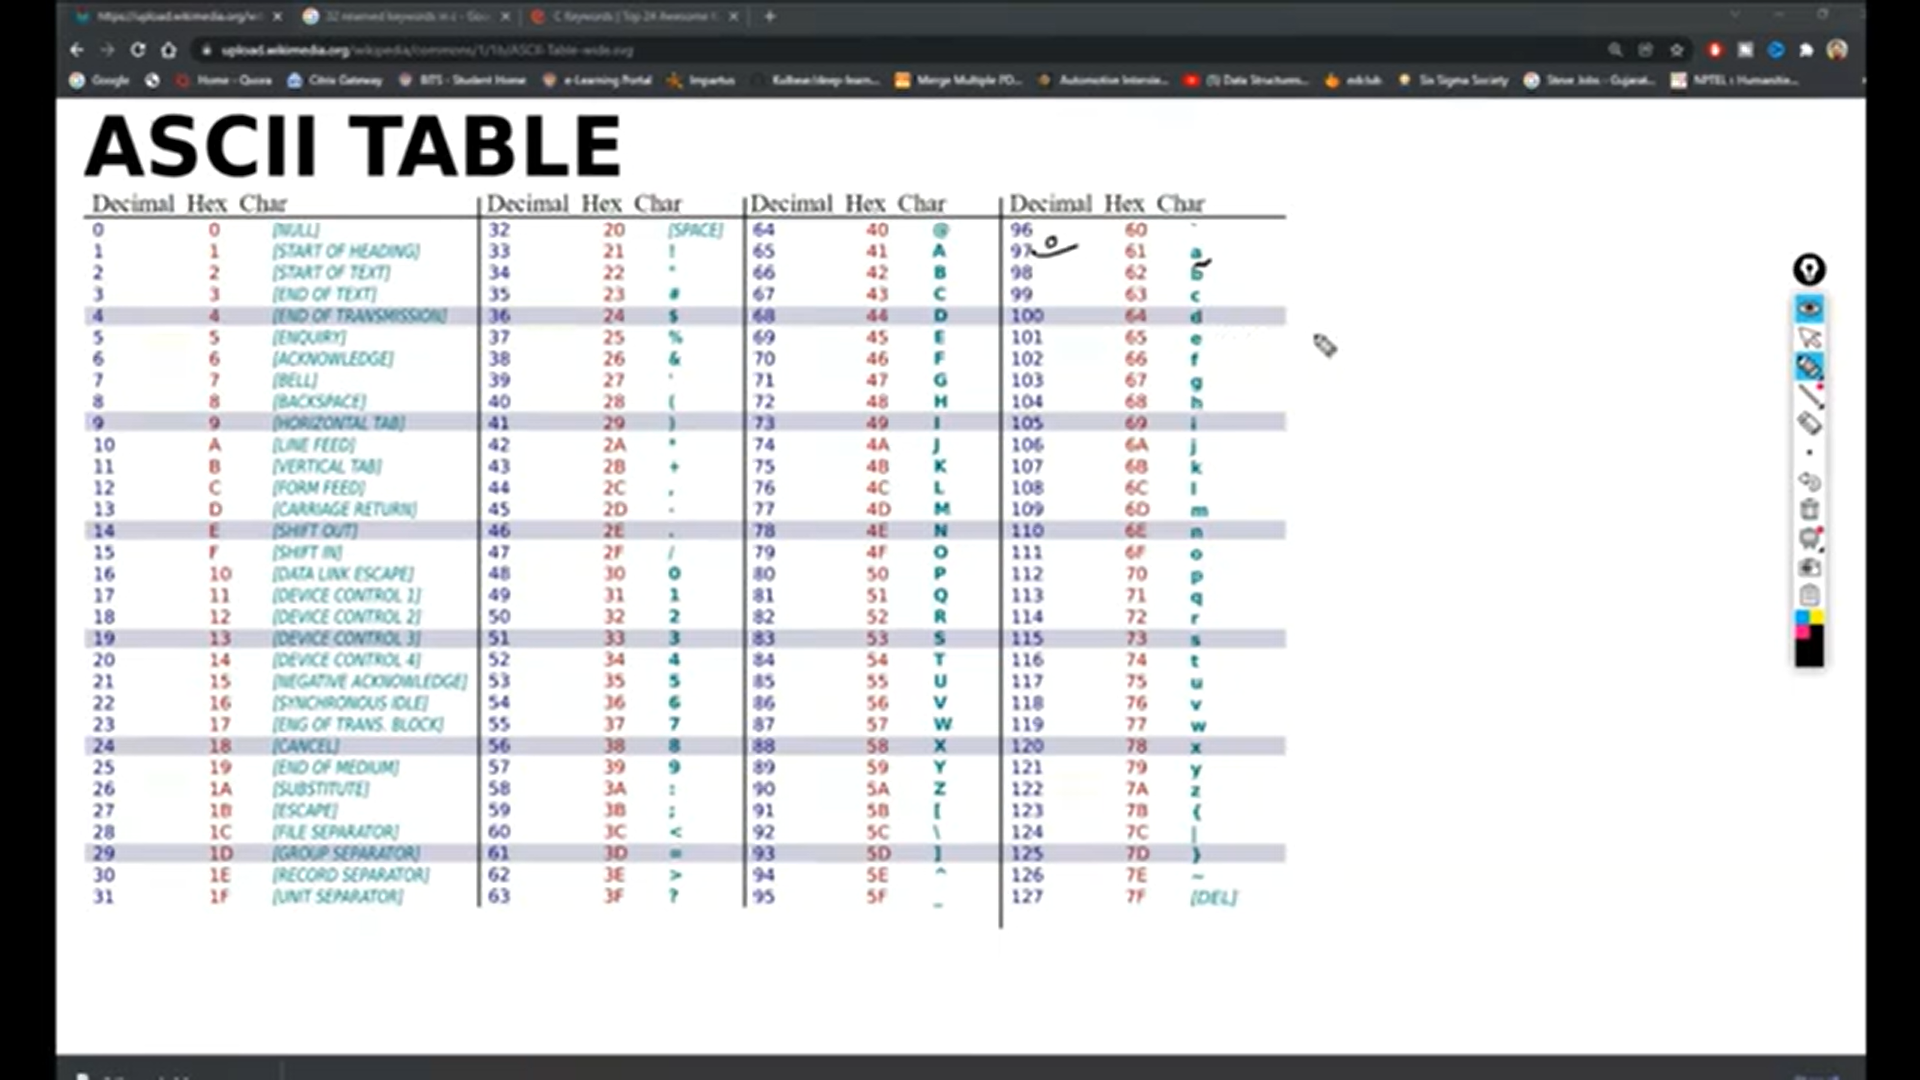 32 reserved keywords in c - Goo
C Keywords | Top 24 Awesome
upload.wikimedia.org/wikipedia/commons/1/1b/ASCII-Table-wide.svg
Google Home - Quora Citrix Gateway BITS - Student Home e-Learning Portal Impartus Merge Multiple PD... Automotive Intervie... (5) Data Structures... edclub Six Sigma Society Steve Jobs - Gujarat... NPTEL : Humanitie...
ASCII TABLE
Decimal Hex Char Decimal Hex Char Decimal Hex Char Decimal Hex Char
0 0 [NULL] 32 20 [SPACE] 64 40 @ 96 60 `
1 1 [START OF HEADING] 33 21 ! 65 41 A 97 61 a
2 2 [START OF TEXT] 34 22 " 66 42 B 98 62 b
3 3 [END OF TEXT] 35 23 # 67 43 C 99 63 c
4 4 [END OF TRANSMISSION] 36 24 $ 68 44 D 100 64 d
5 5 [ENQUIRY] 37 25 % 69 45 E 101 65 e
6 6 [ACKNOWLEDGE] 38 26 & 70 46 F 102 66 f
7 7 [BELL] 39 27 ' 71 47 G 103 67 g
8 8 [BACKSPACE] 40 28 ( 72 48 H 104 68 h
9 9 [HORIZONTAL TAB] 41 29 ) 73 49 I 105 69 i
10 A [LINE FEED] 42 2A * 74 4A J 106 6A j
11 B [VERTICAL TAB] 43 2B + 75 4B K 107 6B k
12 C [FORM FEED] 44 2C , 76 4C L 108 6C l
13 D [CARRIAGE RETURN] 45 2D - 77 4D M 109 6D m
14 E [SHIFT OUT] 46 2E . 78 4E N 110 6E n
15 F [SHIFT IN] 47 2F / 79 4F O 111 6F o
16 10 [DATA LINK ESCAPE] 48 30 0 80 50 P 112 70 p
17 11 [DEVICE CONTROL 1] 49 31 1 81 51 Q 113 71 q
18 12 [DEVICE CONTROL 2] 50 32 2 82 52 R 114 72 r
19 13 [DEVICE CONTROL 3] 51 33 3 83 53 S 115 73 s
20 14 [DEVICE CONTROL 4] 52 34 4 84 54 T 116 74 t
21 15 [NEGATIVE ACKNOWLEDGE] 53 35 5 85 55 U 117 75 u
22 16 [SYNCHRONOUS IDLE] 54 36 6 86 56 V 118 76 v
23 17 [ENG OF TRANS. BLOCK] 55 37 7 87 57 W 119 77 w
24 18 [CANCEL] 56 38 8 88 58 X 120 78 x
25 19 [END OF MEDIUM] 57 39 9 89 59 Y 121 79 y
26 1A [SUBSTITUTE] 58 3A : 90 5A Z 122 7A z
27 1B [ESCAPE] 59 3B ; 91 5B [ 123 7B {
28 1C [FILE SEPARATOR] 60 3C < 92 5C \ 124 7C |
29 1D [GROUP SEPARATOR] 61 3D = 93 5D ] 125 7D }
30 1E [RECORD SEPARATOR] 62 3E > 94 5E ^ 126 7E ~
31 1F [UNIT SEPARATOR] 63 3F ? 95 5F _ 127 7F [DEL]